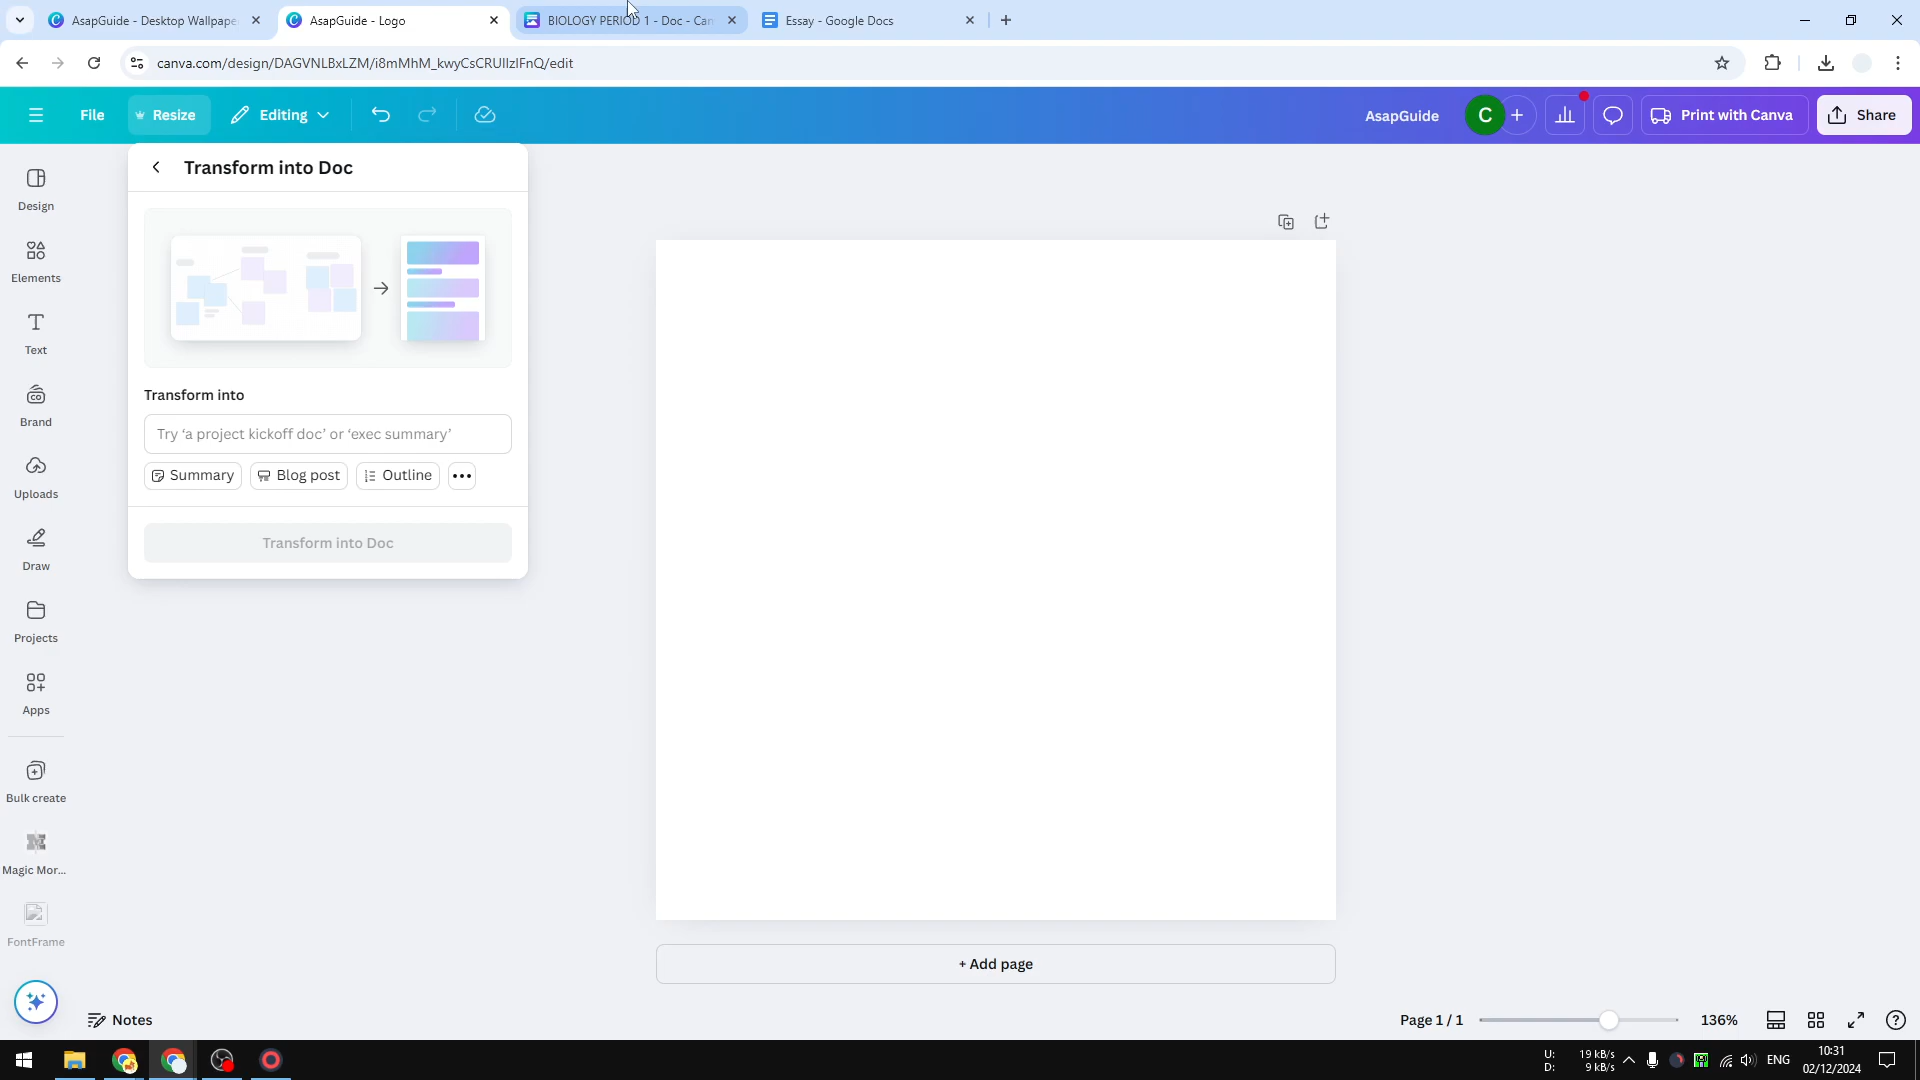 AsapGuide - Desktop Wallpape
AsapGuide - Logo
BIOLOGY PERIOD 1 - Doc - Can
Essay - Google Docs
canva.com/design/DAGVNLBxLZM/i8mMhM_kwyCsCRUIlzIFnQ/edit
File
Resize
Editing
AsapGuide
C
Print with Canva
Share
Design
Elements
Text
Brand
Uploads
Draw
Projects
Apps
Bulk create
Magic Mor...
FontFrame
Transform into Doc
Transform into
Try ‘a project kickoff doc’ or ‘exec summary’
Summary
Blog post
Outline
Transform into Doc
+ Add page
Notes
Page 1 / 1
136%
U: 19 kB/s
D: 9 kB/s
ENG
10:31
02/12/2024